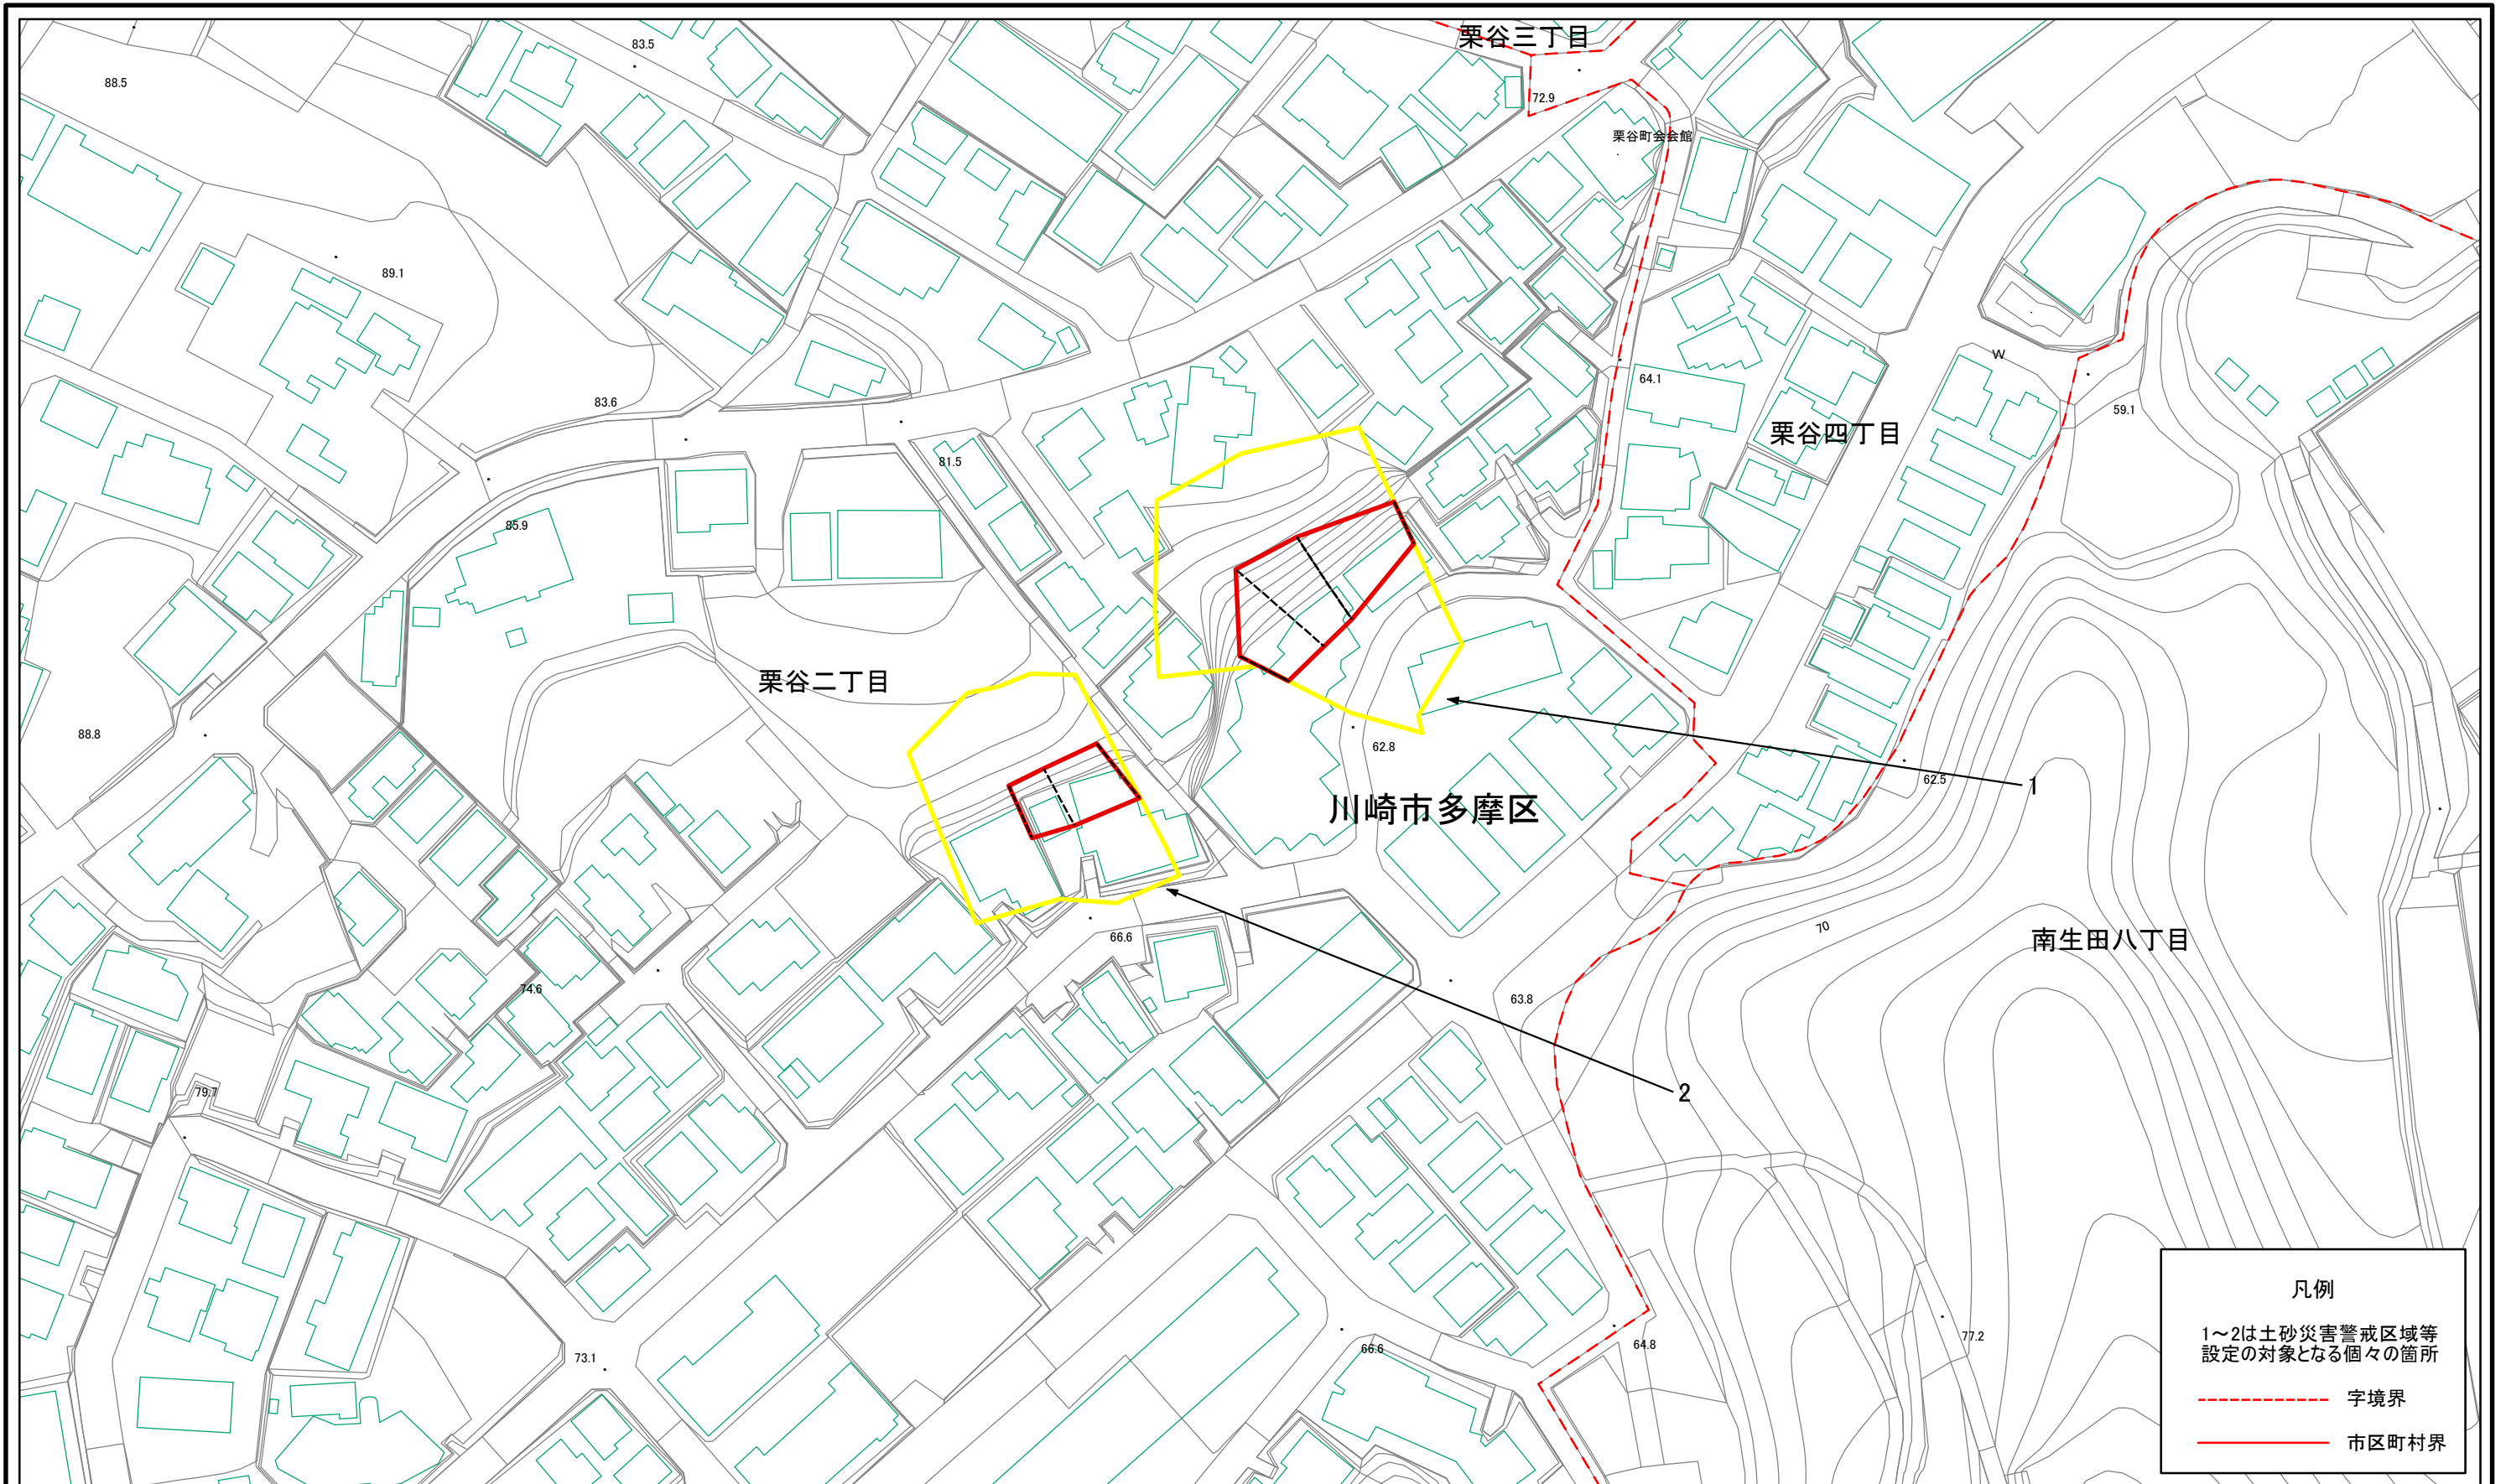 栗谷三丁目
83.5
88.5
72.9
栗谷町会会館
89.1
64.1
W
83.6
59.1
栗谷四丁目
81.5
85.9
栗谷二丁目
88.8
62.8
62.5
1
川崎市多摩区
70
66.6
南生田八丁目
74.6
63.8
79.7
2
凡例
1～2は土砂災害警戒区域等
設定の対象となる個々の箇所
字境界
市区町村界
77.2
64.8
66.6
73.1